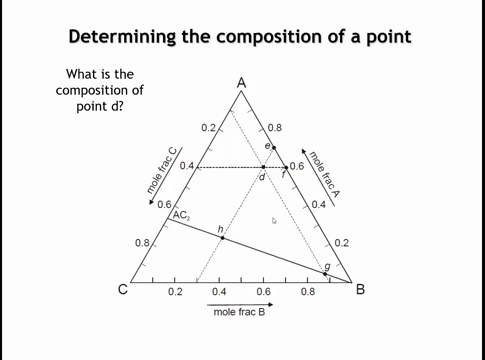 Determining the composition of a point
What is the
composition of
point d?
A
0.2
0.8
e
mole frac C
mole frac A
0.4
0.6
d
f
0.6
0.4
AC2
h
0.8
0.2
g
C
B
0.2
0.4
0.6
0.8
mole frac B